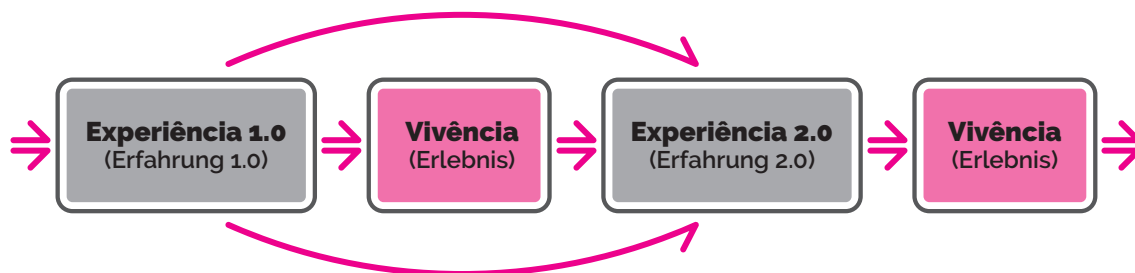 Experiência 1.0
(Erfahrung 1.0)
Vivência
(Erlebnis)
Experiência 2.0
(Erfahrung 2.0)
Vivência
(Erlebnis)